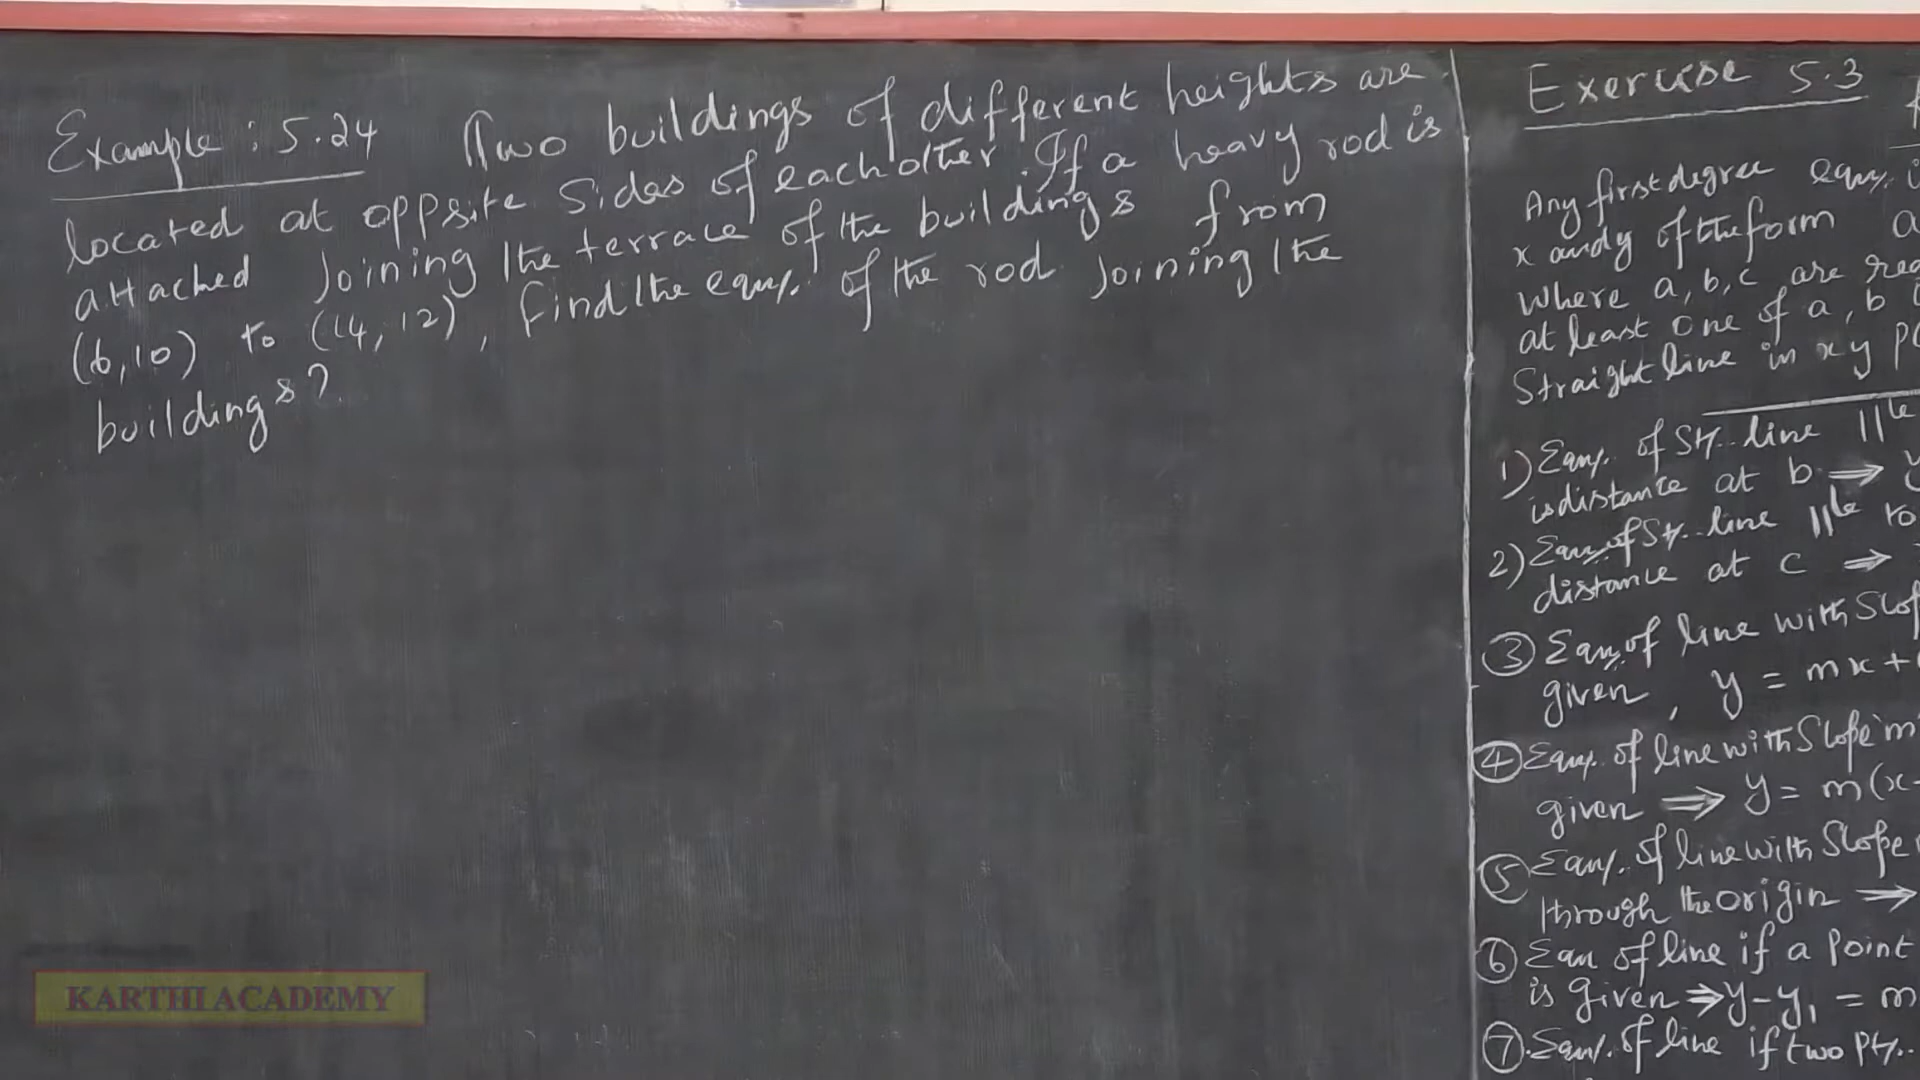 Example : 5.24 Two buildings of different heights are
located at oppsite sides of each other. If a heavy rod is
attached joining the terrace of the buildings from
(6,10) to (14,12), find the eqn. of the rod joining the
buildings?
Exercise 5.3
Any first degree eqn. i
x and y of the form a
where a, b, c are rea
at least one of a, b
Straight line in xy pl
1) Eqn. of St. line ||le
is distance at b ⇒ y
2) Eqn. of St. line ||le to
distance at c ⇒
③ Eqn. of line with Slop
given, y = mx +
④ Eqn. of line with Slope 'm'
given ⇒ y = m(x-
⑤ Eqn. of line with Slope
through the origin ⇒
⑥ Eqn of line if a point
is given ⇒ y - y1 = m
⑦ Eqn. of line if two pts.
KARTHI ACADEMY